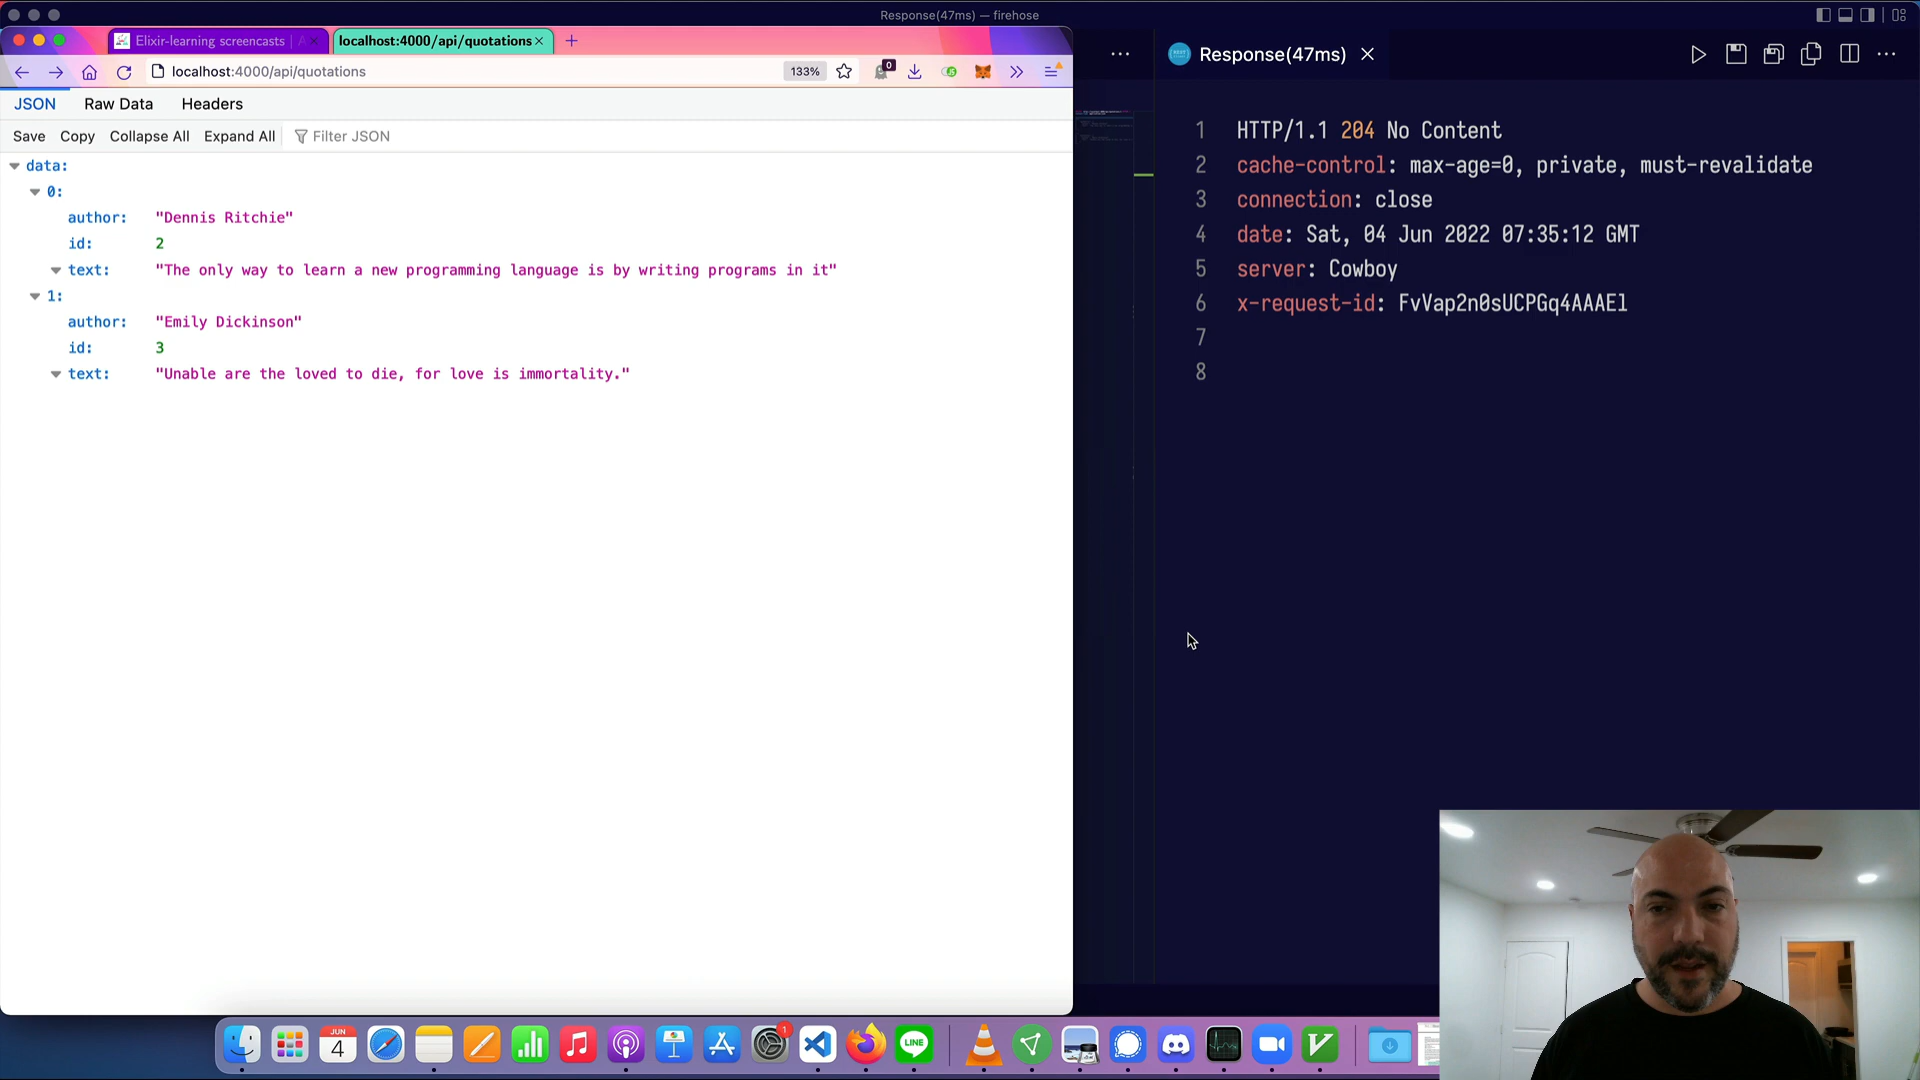 Response(47ms) — firehose
Elixir-learning screencasts | A
localhost:4000/api/quotations
localhost:4000/api/quotations
133%
0
JSON Raw Data Headers
Save Copy Collapse All Expand All Filter JSON
data:
0:
author: "Dennis Ritchie"
id: 2
text: "The only way to learn a new programming language is by writing programs in it"
1:
author: "Emily Dickinson"
id: 3
text: "Unable are the loved to die, for love is immortality."
Response(47ms)
1 HTTP/1.1 204 No Content
2 cache-control: max-age=0, private, must-revalidate
3 connection: close
4 date: Sat, 04 Jun 2022 07:35:12 GMT
5 server: Cowboy
6 x-request-id: FvVap2n0sUCPGq4AAAEl
7
8
JUN
4
1
LINE